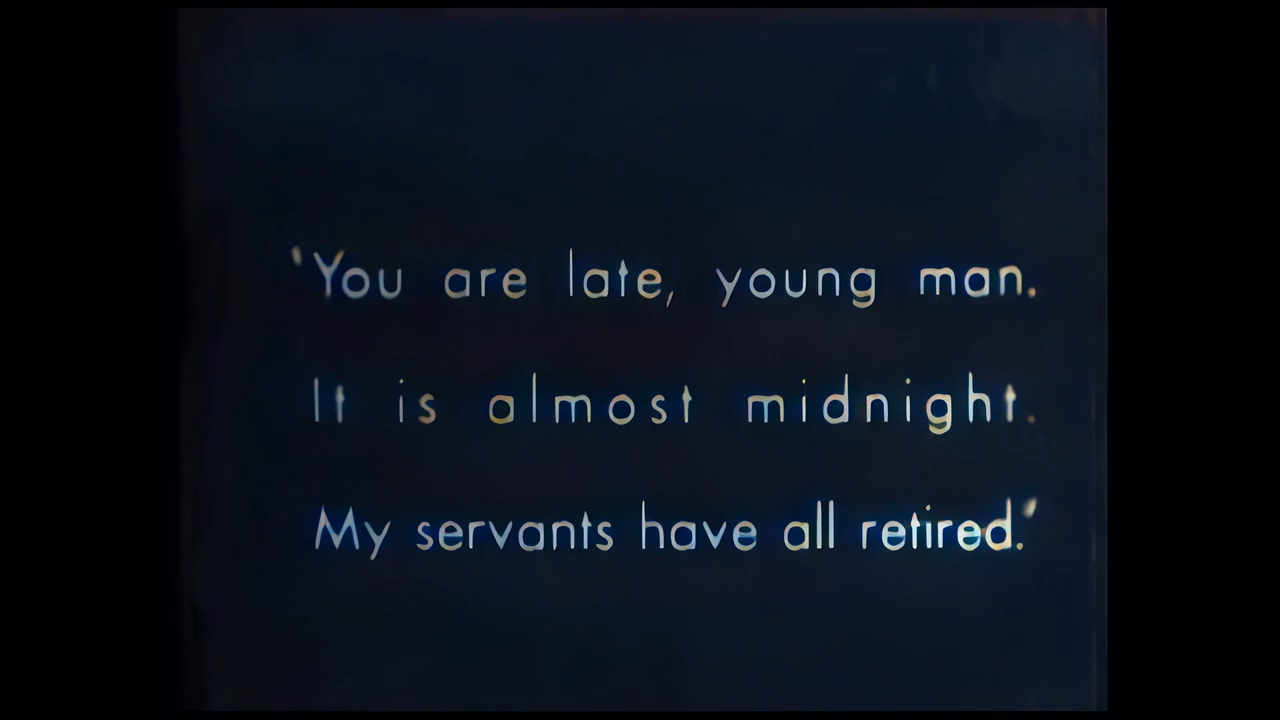 'You are late, young man.
It is almost midnight.
My servants have all retired.'